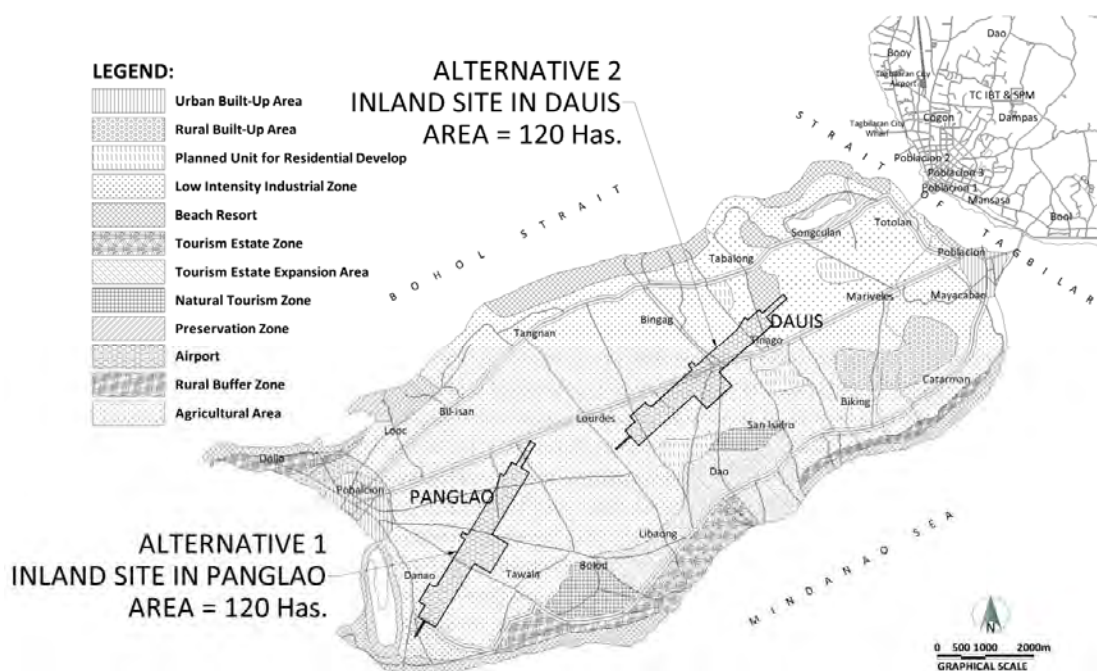 LEGEND:
Urban Built-Up Area
Rural Built-Up Area
Planned Unit for Residential Develop
Low Intensity Industrial Zone
Beach Resort
Tourism Estate Zone
Tourism Estate Expansion Area
Natural Tourism Zone
Preservation Zone
Airport
Rural Buffer Zone
Agricultural Area
ALTERNATIVE 2
INLAND SITE IN DAUIS
AREA = 120 Has.
Dao
Booy
Tagbilaran City
Airport
TC IBT & SPM
Cogon
Dampas
Tagbilaran City
Wharf
Poblacion 2
Poblacion 3
Poblacion 1
Mansasa
Bool
STRAIT OF TAGBILAR
BOHOL STRAIT
Totolan
Songculan
Tabalong
Poblacion
Mariveles
Mayacaban
Bingag
DAUIS
Tinago
Tangnan
Catarman
Biking
Bil-isan
Lourdes
San Isidro
Looc
Doljo
Dao
Poblacion
PANGLAO
Libaong
ALTERNATIVE 1
INLAND SITE IN PANGLAO
AREA = 120 Has.
Danao
Tawala
Bolod
MINDANAO SEA
N
0 500 1000 2000m
GRAPHICAL SCALE